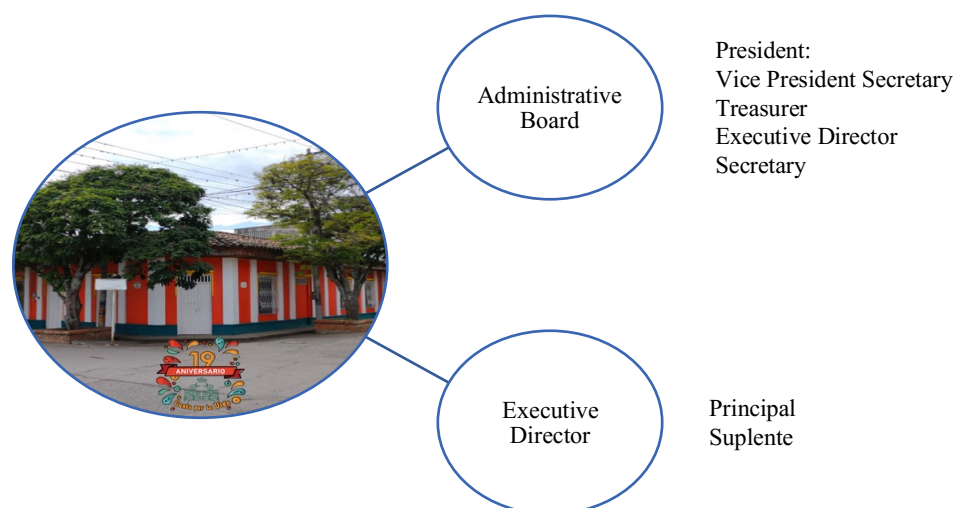 Administrative
Board
President:
Vice President Secretary
Treasurer
Executive Director
Secretary
19
ANIVERSARIO
Executive
Director
Principal
Suplente